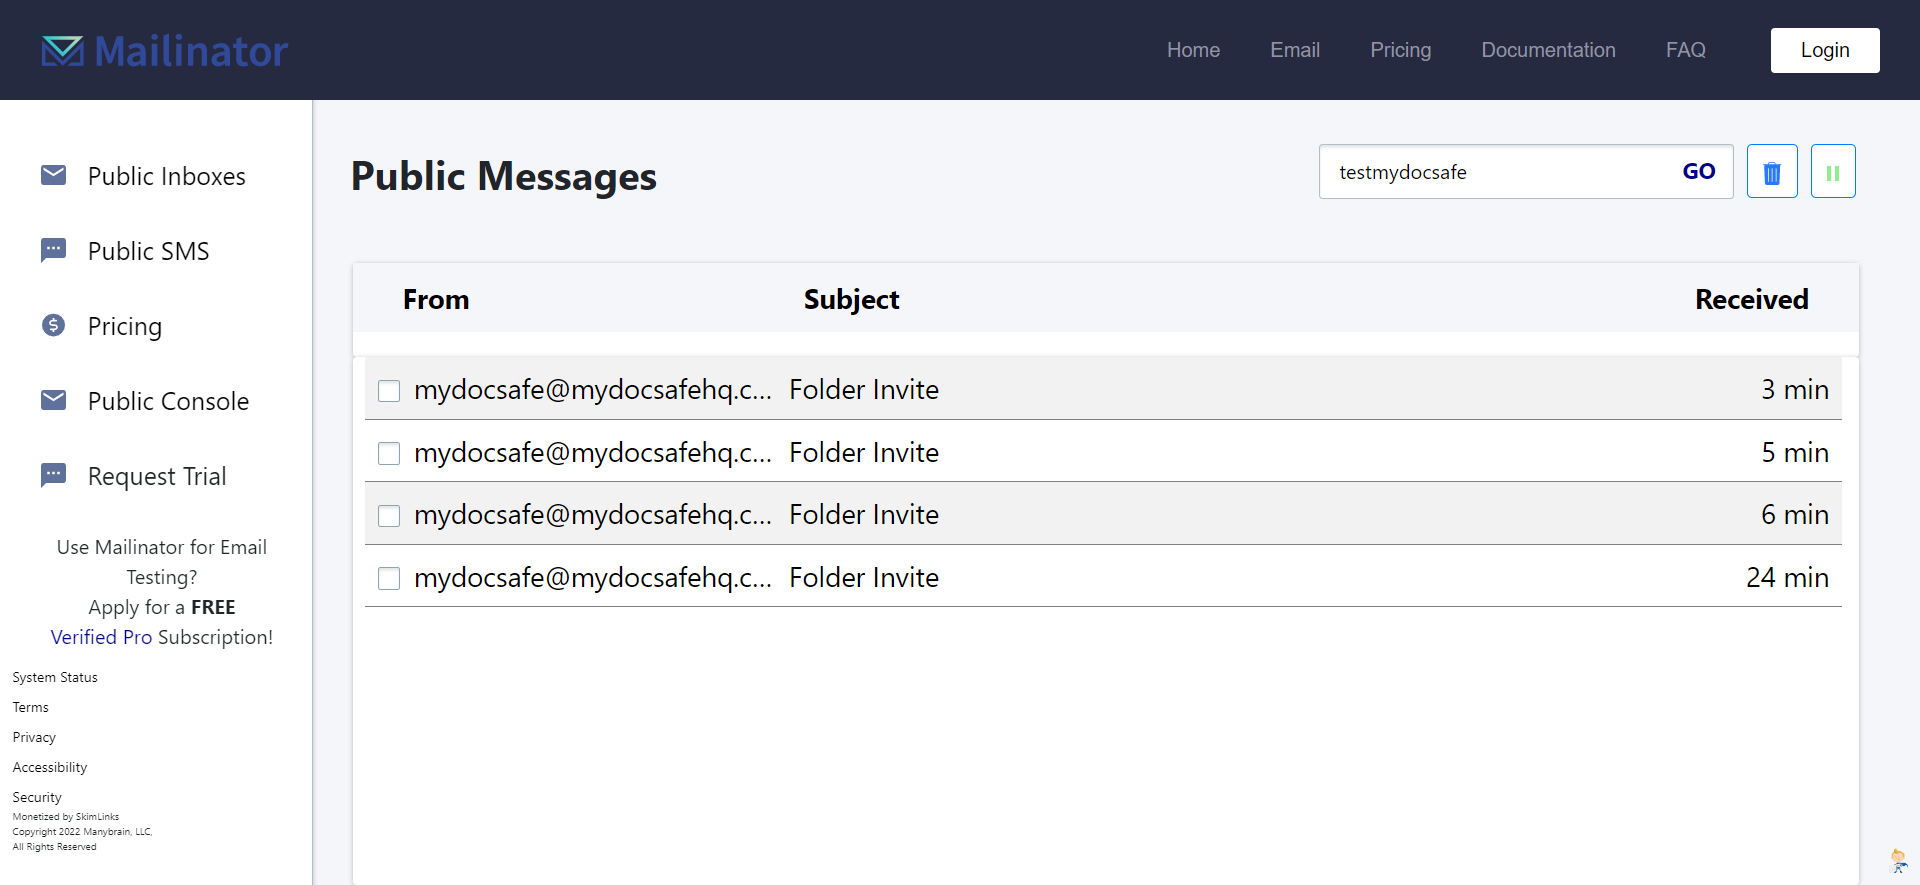 Mailinator
Home Email Pricing Documentation FAQ Login
Public Inboxes
Public SMS
Pricing
Public Console
Request Trial
Use Mailinator for Email
Testing?
Apply for a FREE
Verified Pro Subscription!
System Status
Terms
Privacy
Accessibility
Security
Monetized by SkimLinks
Copyright 2022 Manybrain, LLC,
All Rights Reserved
Public Messages
testmydocsafe GO
From Subject Received
mydocsafe@mydocsafehq.c... Folder Invite 3 min
mydocsafe@mydocsafehq.c... Folder Invite 5 min
mydocsafe@mydocsafehq.c... Folder Invite 6 min
mydocsafe@mydocsafehq.c... Folder Invite 24 min